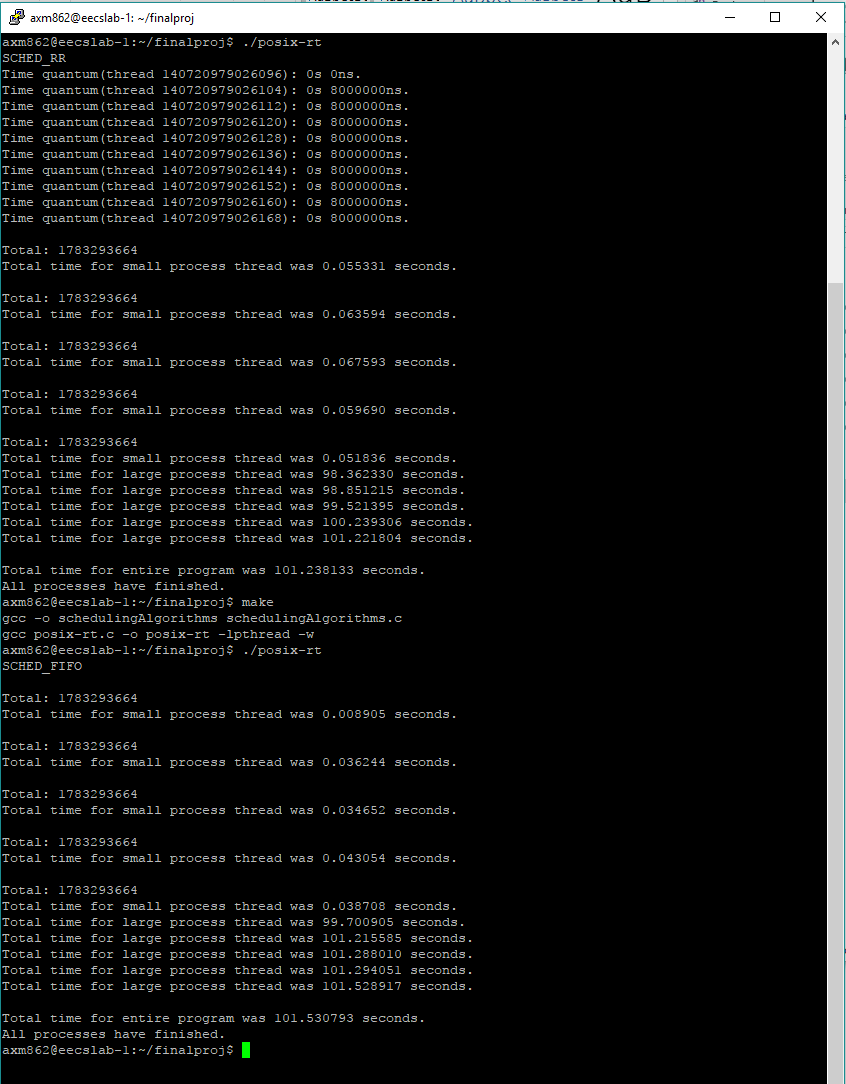 axm862@eecslab-1: ~/finalproj
axm862@eecslab-1:~/finalproj$ ./posix-rt
SCHED_RR
Time quantum(thread 140720979026096): 0s 0ns.
Time quantum(thread 140720979026104): 0s 8000000ns.
Time quantum(thread 140720979026112): 0s 8000000ns.
Time quantum(thread 140720979026120): 0s 8000000ns.
Time quantum(thread 140720979026128): 0s 8000000ns.
Time quantum(thread 140720979026136): 0s 8000000ns.
Time quantum(thread 140720979026144): 0s 8000000ns.
Time quantum(thread 140720979026152): 0s 8000000ns.
Time quantum(thread 140720979026160): 0s 8000000ns.
Time quantum(thread 140720979026168): 0s 8000000ns.
Total: 1783293664
Total time for small process thread was 0.055331 seconds.
Total: 1783293664
Total time for small process thread was 0.063594 seconds.
Total: 1783293664
Total time for small process thread was 0.067593 seconds.
Total: 1783293664
Total time for small process thread was 0.059690 seconds.
Total: 1783293664
Total time for small process thread was 0.051836 seconds.
Total time for large process thread was 98.362330 seconds.
Total time for large process thread was 98.851215 seconds.
Total time for large process thread was 99.521395 seconds.
Total time for large process thread was 100.239306 seconds.
Total time for large process thread was 101.221804 seconds.
Total time for entire program was 101.238133 seconds.
All processes have finished.
axm862@eecslab-1:~/finalproj$ make
gcc -o schedulingAlgorithms schedulingAlgorithms.c
gcc posix-rt.c -o posix-rt -lpthread -w
axm862@eecslab-1:~/finalproj$ ./posix-rt
SCHED_FIFO
Total: 1783293664
Total time for small process thread was 0.008905 seconds.
Total: 1783293664
Total time for small process thread was 0.036244 seconds.
Total: 1783293664
Total time for small process thread was 0.034652 seconds.
Total: 1783293664
Total time for small process thread was 0.043054 seconds.
Total: 1783293664
Total time for small process thread was 0.038708 seconds.
Total time for large process thread was 99.700905 seconds.
Total time for large process thread was 101.215585 seconds.
Total time for large process thread was 101.288010 seconds.
Total time for large process thread was 101.294051 seconds.
Total time for large process thread was 101.528917 seconds.
Total time for entire program was 101.530793 seconds.
All processes have finished.
axm862@eecslab-1:~/finalproj$